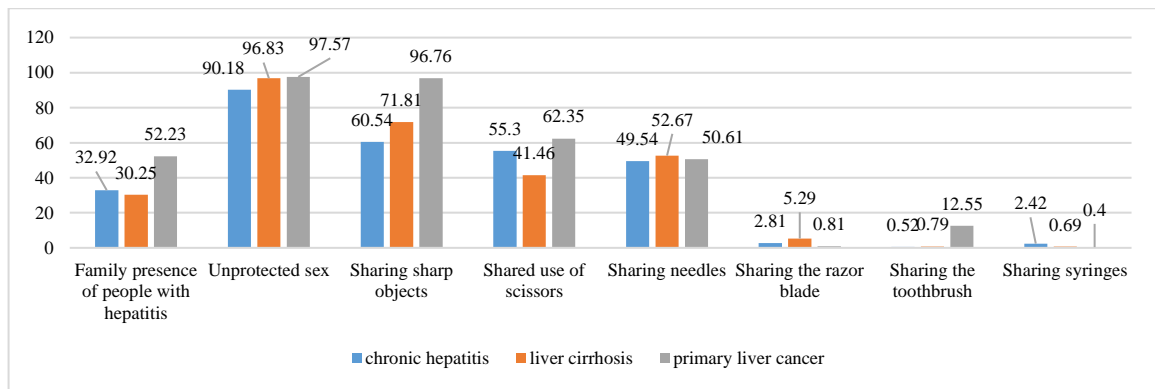 120
100
80
60
40
20
0
32.92
30.25
52.23
90.18
96.83
97.57
60.54
71.81
96.76
55.3
41.46
62.35
49.54
52.67
50.61
2.81
5.29
0.81
0.52
0.79
12.55
2.42
0.69
0.4
Family presence
of people with
hepatitis
Unprotected sex
Sharing sharp
objects
Shared use of
scissors
Sharing needles
Sharing the razor
blade
Sharing the
toothbrush
Sharing syringes
chronic hepatitis
liver cirrhosis
primary liver cancer